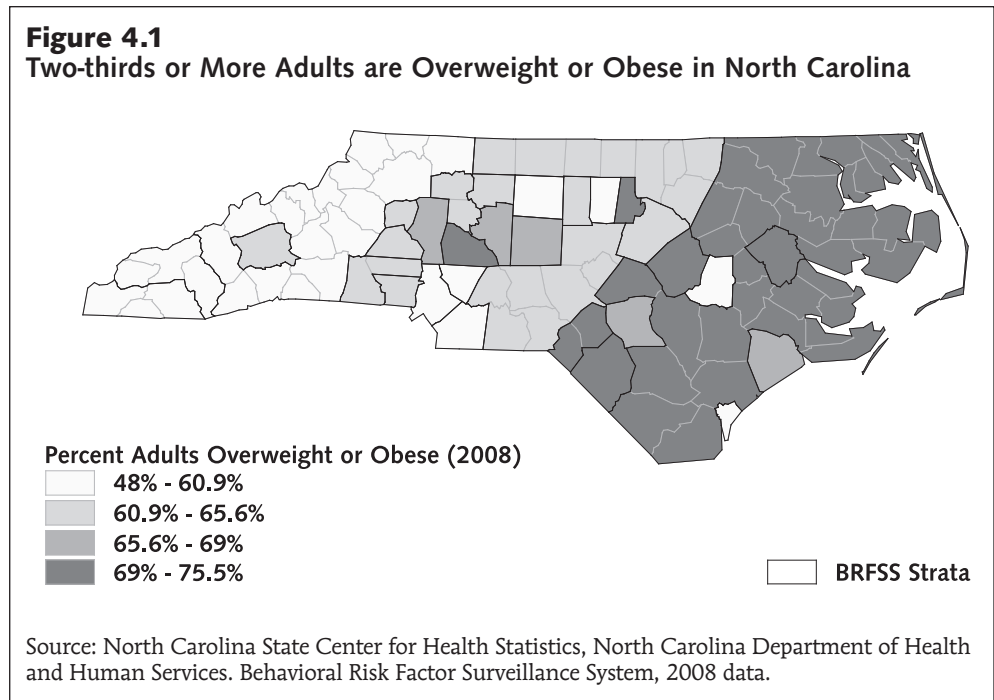 Figure 4.1
Two-thirds or More Adults are Overweight or Obese in North Carolina
Percent Adults Overweight or Obese (2008)
48% - 60.9%
60.9% - 65.6%
65.6% - 69%
69% - 75.5%
BRFSS Strata
Source: North Carolina State Center for Health Statistics, North Carolina Department of Health
and Human Services. Behavioral Risk Factor Surveillance System, 2008 data.